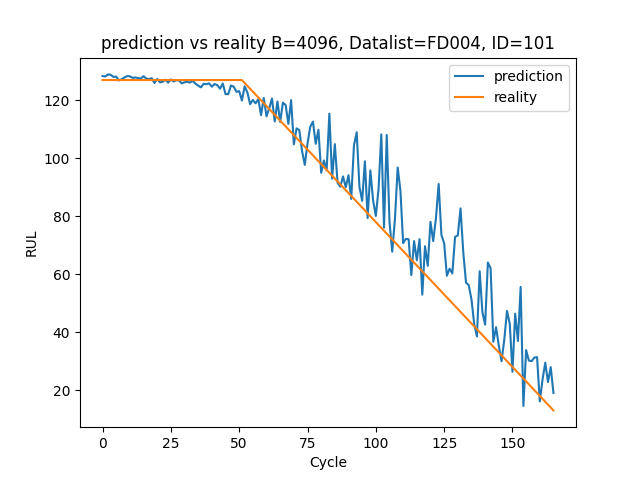 prediction vs reality B=4096, Datalist=FD004, ID=101
prediction
reality
RUL
120
100
80
60
40
20
0 25 50 75 100 125 150
Cycle